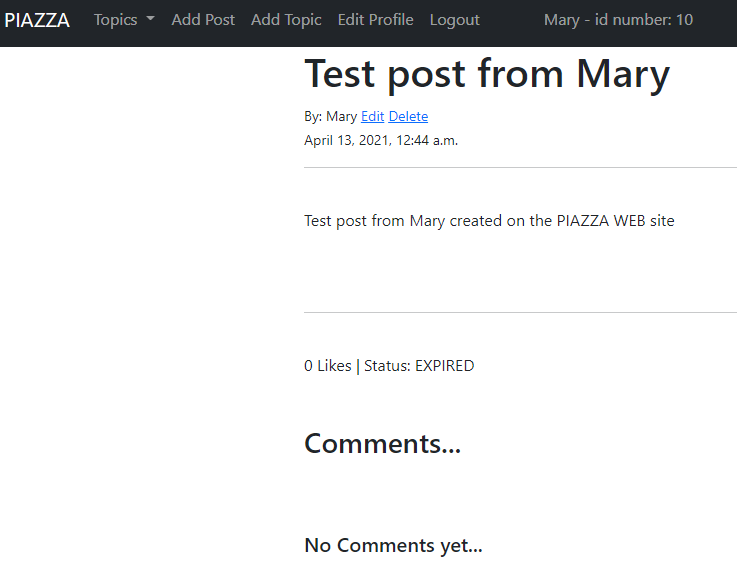 PIAZZA Topics Add Post Add Topic Edit Profile Logout Mary - id number: 10
Test post from Mary
By: Mary Edit Delete
April 13, 2021, 12:44 a.m.
Test post from Mary created on the PIAZZA WEB site
0 Likes | Status: EXPIRED
Comments...
No Comments yet...